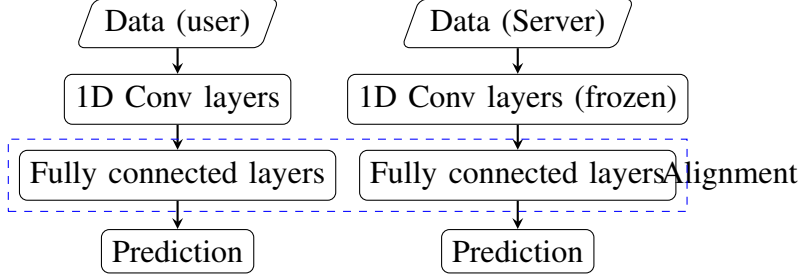 Data (user) Data (Server)
1D Conv layers 1D Conv layers (frozen)
Fully connected layers Fully connected layers Alignment
Prediction Prediction